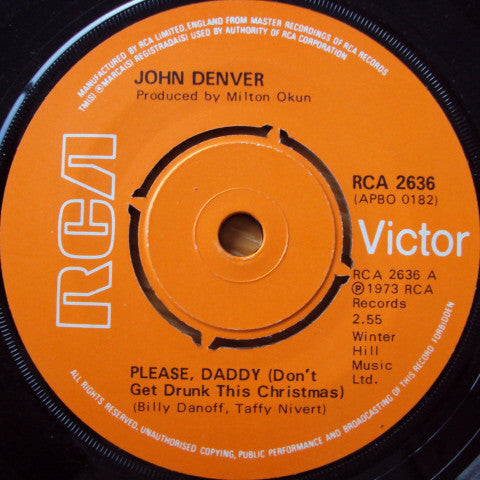 MANUFACTURED BY RCA LIMITED, ENGLAND FROM MASTER RECORDINGS OF RCA RECORDS
TM(S) ® MARCA(S) REGISTRADA(S) USED BY AUTHORITY OF RCA CORPORATION
JOHN DENVER
Produced by Milton Okun
RCA
RCA 2636
(APBO 0182)
Victor
RCA 2636 A
Ⓟ 1973 RCA
Records
2.55
Winter
Hill
Music
Ltd.
PLEASE, DADDY (Don't
Get Drunk This Christmas)
(Billy Danoff, Taffy Nivert)
ALL RIGHTS RESERVED. UNAUTHORISED COPYING, PUBLIC PERFORMANCE AND BROADCASTING OF THIS RECORD FORBIDDEN